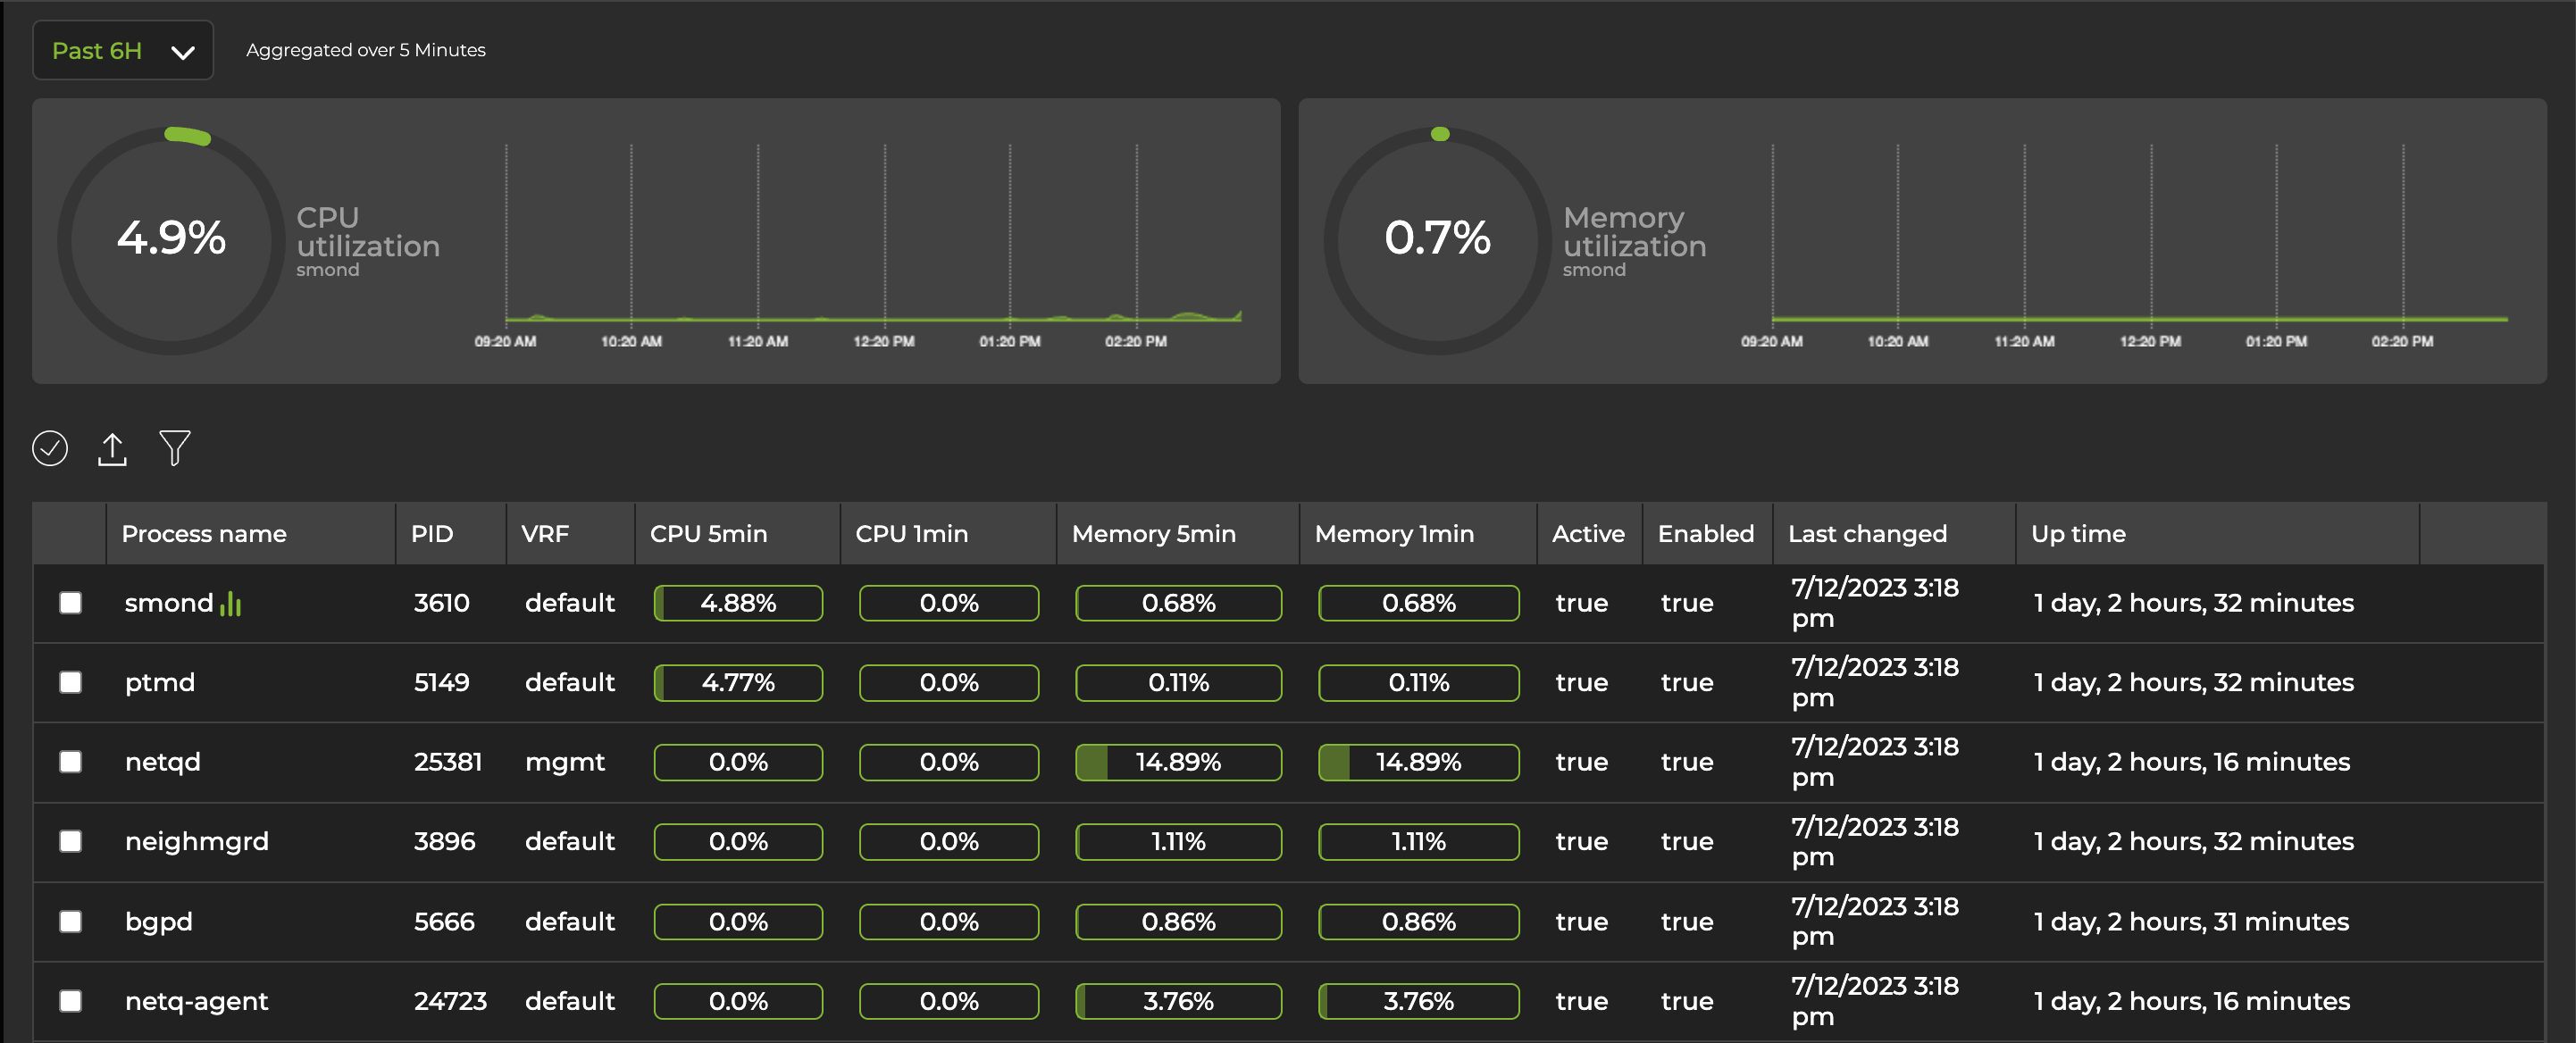 Past 6H Aggregated over 5 Minutes
4.9%
CPU
utilization
smond
09:20 AM 10:20 AM 11:20 AM 12:20 PM 01:20 PM 02:20 PM
0.7%
Memory
utilization
smond
09:20 AM 10:20 AM 11:20 AM 12:20 PM 01:20 PM 02:20 PM
Process name PID VRF CPU 5min CPU 1min Memory 5min Memory 1min Active Enabled Last changed Up time
smond 3610 default 4.88% 0.0% 0.68% 0.68% true true 7/12/2023 3:18 pm 1 day, 2 hours, 32 minutes
ptmd 5149 default 4.77% 0.0% 0.11% 0.11% true true 7/12/2023 3:18 pm 1 day, 2 hours, 32 minutes
netqd 25381 mgmt 0.0% 0.0% 14.89% 14.89% true true 7/12/2023 3:18 pm 1 day, 2 hours, 16 minutes
neighmgrd 3896 default 0.0% 0.0% 1.11% 1.11% true true 7/12/2023 3:18 pm 1 day, 2 hours, 32 minutes
bgpd 5666 default 0.0% 0.0% 0.86% 0.86% true true 7/12/2023 3:18 pm 1 day, 2 hours, 31 minutes
netq-agent 24723 default 0.0% 0.0% 3.76% 3.76% true true 7/12/2023 3:18 pm 1 day, 2 hours, 16 minutes